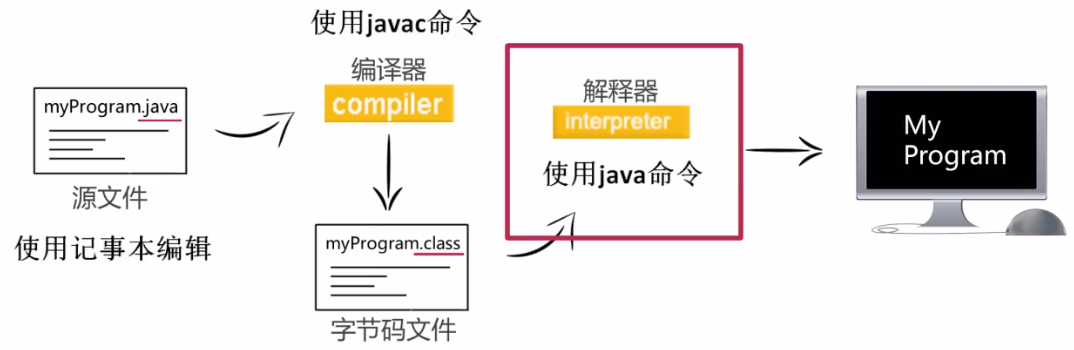 使用javac命令
编译器
compiler
myProgram.java
源文件
使用记事本编辑
myProgram.class
字节码文件
解释器
interpreter
使用java命令
My
Program